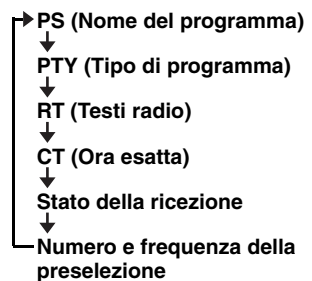 PS (Nome del programma)
PTY (Tipo di programma)
RT (Testi radio)
CT (Ora esatta)
Stato della ricezione
Numero e frequenza della
preselezione